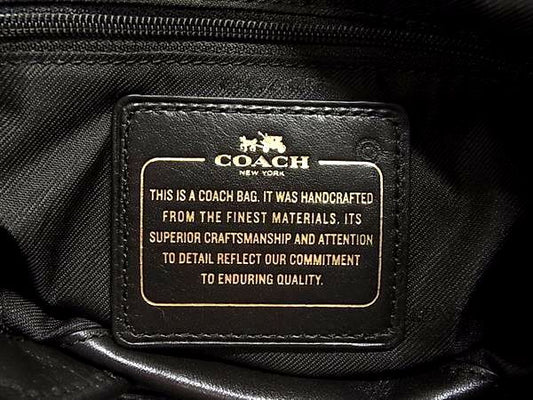 COACH
NEW YORK
THIS IS A COACH BAG. IT WAS HANDCRAFTED
FROM THE FINEST MATERIALS. ITS
SUPERIOR CRAFTSMANSHIP AND ATTENTION
TO DETAIL REFLECT OUR COMMITMENT
TO ENDURING QUALITY.